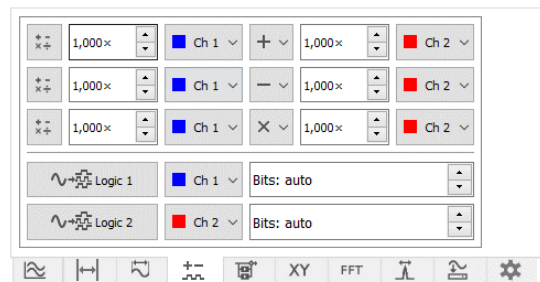 1,000× Ch 1 + 1,000× Ch 2
1,000× Ch 1 − 1,000× Ch 2
1,000× Ch 1 × 1,000× Ch 2
Logic 1 Ch 1 Bits: auto
Logic 2 Ch 2 Bits: auto
XY FFT